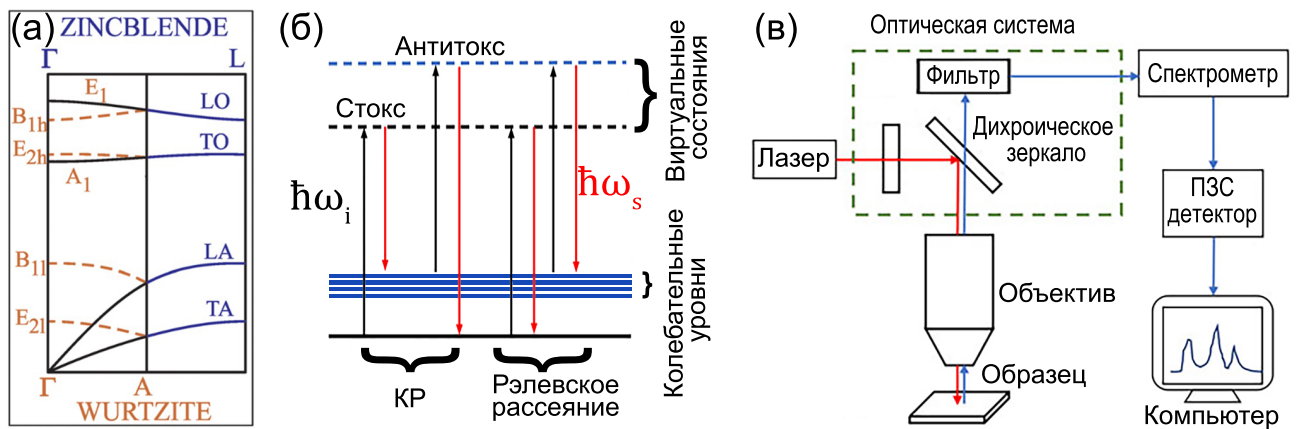 (а)
ZINCBLENDE
Γ L
E1
LO
B1h
TO
E2h
A1
B1l
LA
E2l
TA
Γ A
WURTZITE
(б)
Антитокс
Стокс
ħωi
ħωs
Виртуальные
состояния
Колебательные
уровни
КР
Рэлевское
рассеяние
(в)
Оптическая система
Фильтр
Спектрометр
Дихроическое
зеркало
Лазер
ПЗС
детектор
Объектив
Образец
Компьютер